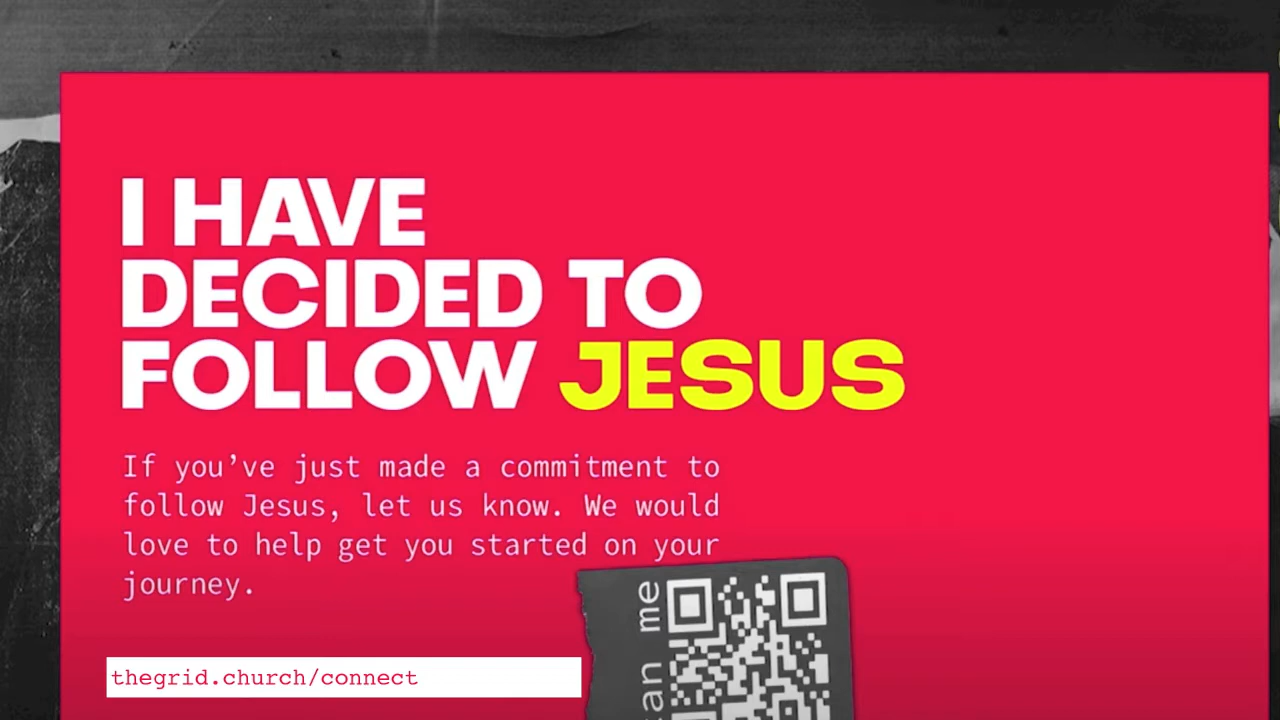 I HAVE
DECIDED TO
FOLLOW JESUS
If you’ve just made a commitment to
follow Jesus, let us know. We would
love to help get you started on your
journey.
me
thegrid.church/connect